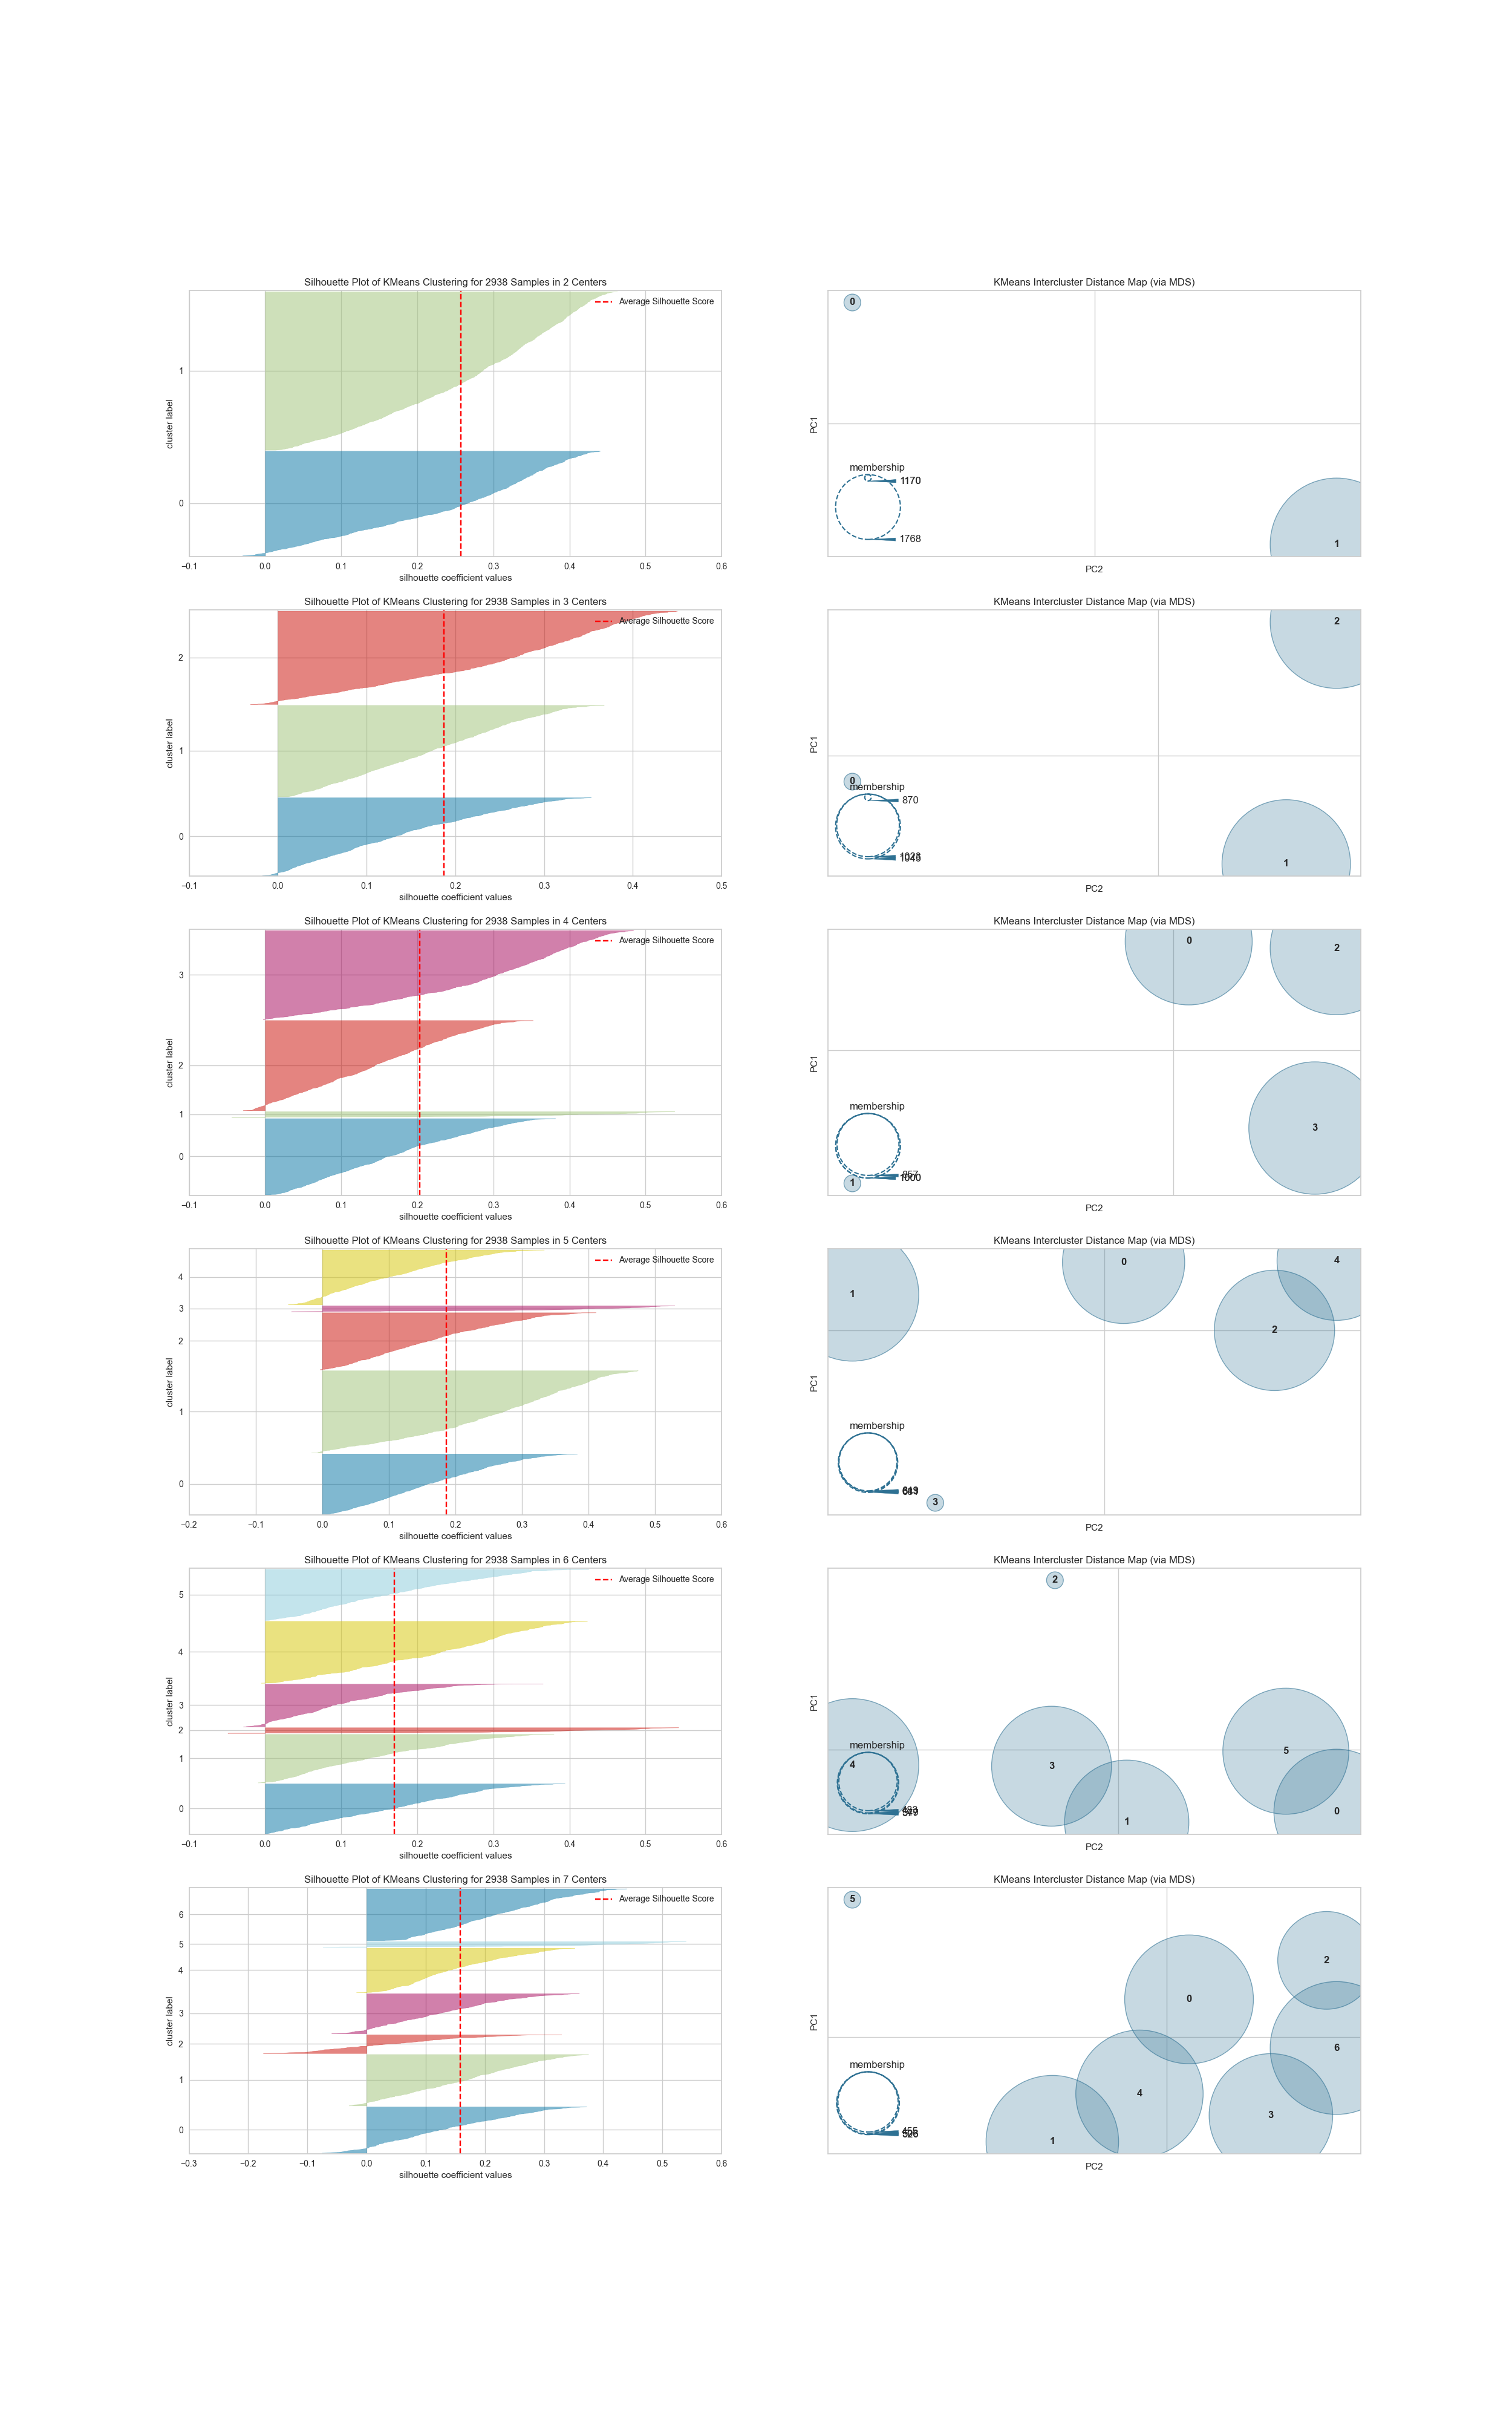 Silhouette Plot of KMeans Clustering for 2938 Samples in 2 Centers
Average Silhouette Score
cluster label
1
0
−0.1 0.0 0.1 0.2 0.3 0.4 0.5 0.6
silhouette coefficient values
KMeans Intercluster Distance Map (via MDS)
0
PC1
membership
1170
1768
1
PC2
Silhouette Plot of KMeans Clustering for 2938 Samples in 3 Centers
Average Silhouette Score
cluster label
2
1
0
−0.1 0.0 0.1 0.2 0.3 0.4 0.5
silhouette coefficient values
KMeans Intercluster Distance Map (via MDS)
2
PC1
0
membership
870
1
PC2
Silhouette Plot of KMeans Clustering for 2938 Samples in 4 Centers
Average Silhouette Score
cluster label
3
2
1
0
−0.1 0.0 0.1 0.2 0.3 0.4 0.5 0.6
silhouette coefficient values
KMeans Intercluster Distance Map (via MDS)
0
2
PC1
membership
3
1
PC2
Silhouette Plot of KMeans Clustering for 2938 Samples in 5 Centers
Average Silhouette Score
cluster label
4
3
2
1
0
−0.2 −0.1 0.0 0.1 0.2 0.3 0.4 0.5 0.6
silhouette coefficient values
KMeans Intercluster Distance Map (via MDS)
0
4
1
2
PC1
membership
3
PC2
Silhouette Plot of KMeans Clustering for 2938 Samples in 6 Centers
Average Silhouette Score
cluster label
5
4
3
2
1
0
−0.1 0.0 0.1 0.2 0.3 0.4 0.5 0.6
silhouette coefficient values
KMeans Intercluster Distance Map (via MDS)
2
PC1
membership
5
4
3
0
1
PC2
Silhouette Plot of KMeans Clustering for 2938 Samples in 7 Centers
Average Silhouette Score
cluster label
6
5
4
3
2
1
0
−0.3 −0.2 −0.1 0.0 0.1 0.2 0.3 0.4 0.5 0.6
silhouette coefficient values
KMeans Intercluster Distance Map (via MDS)
5
2
0
PC1
6
membership
4
3
1
PC2